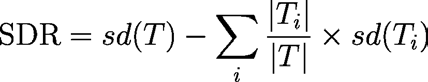 SDR = sd(T) − ∑_i |T_i|/|T| × sd(T_i)